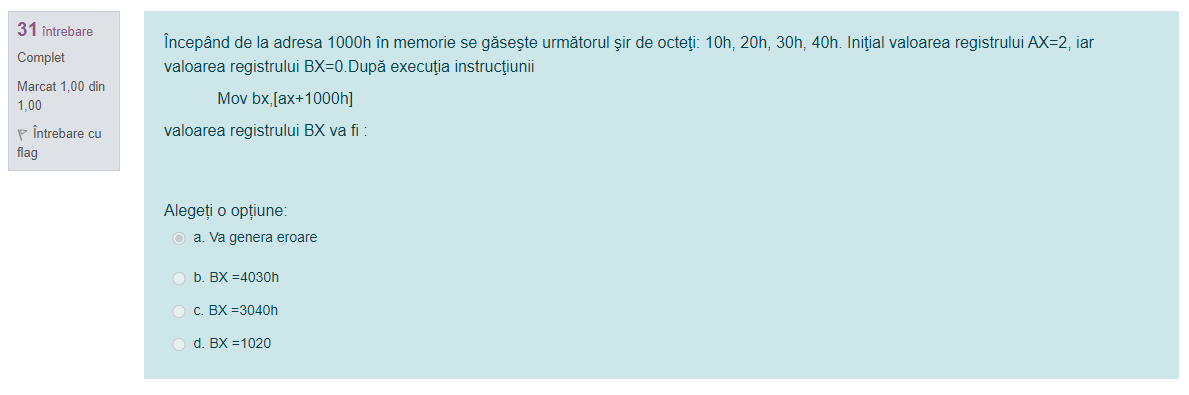 31 întrebare
Complet
Marcat 1,00 din
1,00
Întrebare cu
flag
Începând de la adresa 1000h în memorie se găseşte următorul şir de octeţi: 10h, 20h, 30h, 40h. Iniţial valoarea registrului AX=2, iar
valoarea registrului BX=0.După execuţia instrucţiunii
Mov bx,[ax+1000h]
valoarea registrului BX va fi :
Alegeți o opțiune:
a. Va genera eroare
b. BX =4030h
c. BX =3040h
d. BX =1020